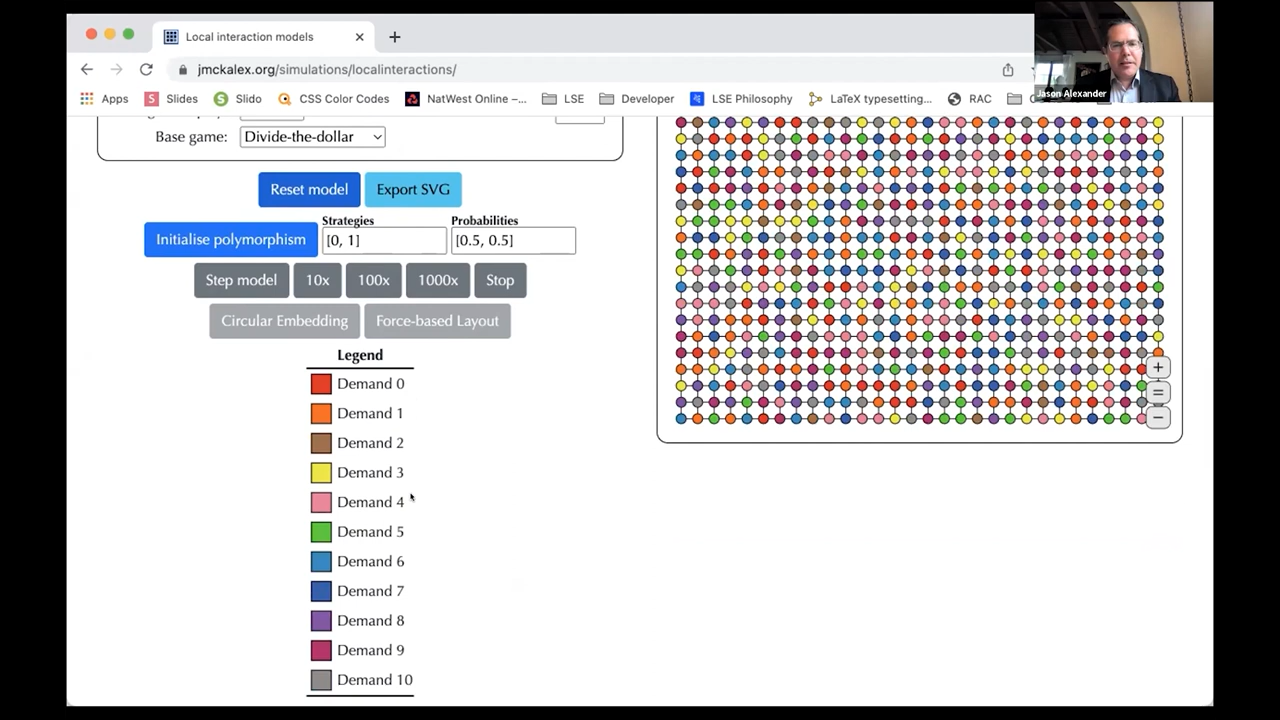 Local interaction models
jmckalex.org/simulations/localinteractions/
Apps Slides Slido CSS Color Codes NatWest Online –... LSE Developer LSE Philosophy LaTeX typesetting... RAC
Jason Alexander
Base game: Divide-the-dollar
Reset model Export SVG
Strategies Probabilities
Initialise polymorphism [0, 1] [0.5, 0.5]
Step model 10x 100x 1000x Stop
Circular Embedding Force-based Layout
Legend
Demand 0
Demand 1
Demand 2
Demand 3
Demand 4
Demand 5
Demand 6
Demand 7
Demand 8
Demand 9
Demand 10
+
=
−